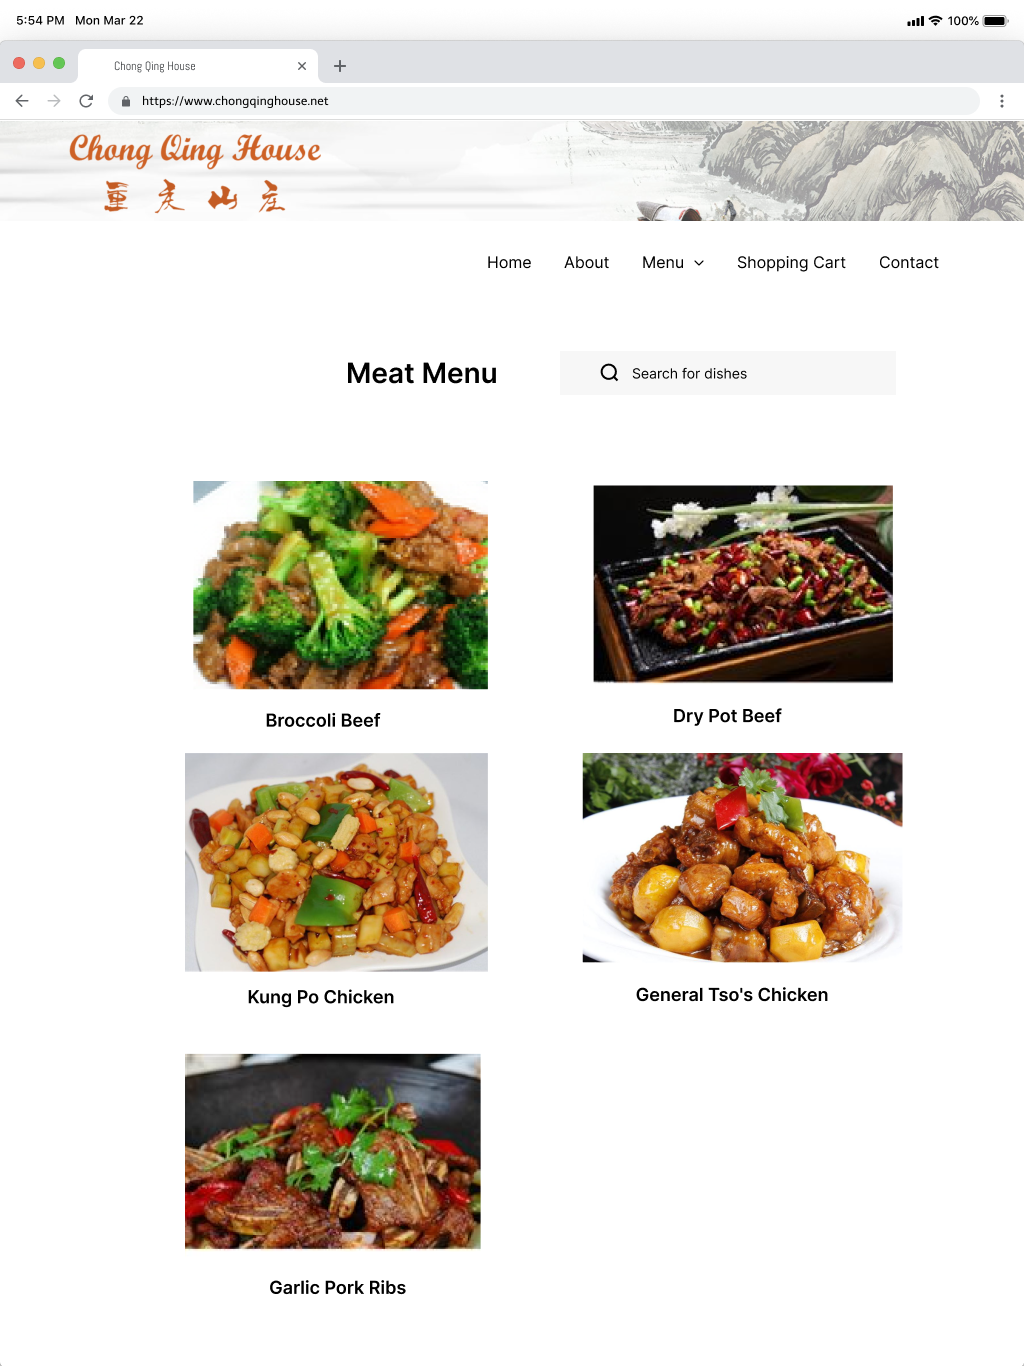 5:54 PM Mon Mar 22 100%
Chong Qing House
https://www.chongqinghouse.net
Chong Qing House
重庆山庄
Home About Menu Shopping Cart Contact
Meat Menu
Search for dishes
Broccoli Beef
Dry Pot Beef
Kung Po Chicken
General Tso's Chicken
Garlic Pork Ribs